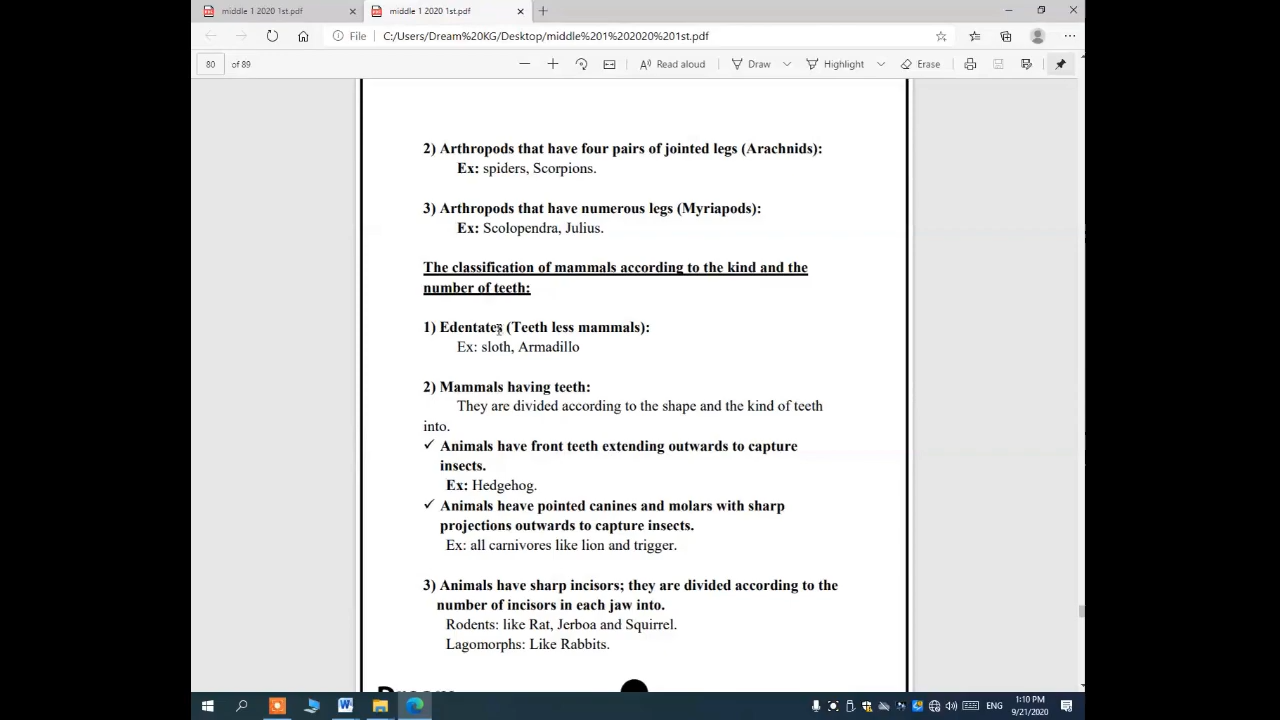 middle 1 2020 1st.pdf
middle 1 2020 1st.pdf
File
C:/Users/Dream%20KG/Desktop/middle%201%202020%201st.pdf
80 of 89
Read aloud
Draw
Highlight
Erase
2) Arthropods that have four pairs of jointed legs (Arachnids):
Ex: spiders, Scorpions.
3) Arthropods that have numerous legs (Myriapods):
Ex: Scolopendra, Julius.
The classification of mammals according to the kind and the
number of teeth:
1) Edentates (Teeth less mammals):
Ex: sloth, Armadillo
2) Mammals having teeth:
They are divided according to the shape and the kind of teeth
into.
✓ Animals have front teeth extending outwards to capture
insects.
Ex: Hedgehog.
✓ Animals heave pointed canines and molars with sharp
projections outwards to capture insects.
Ex: all carnivores like lion and trigger.
3) Animals have sharp incisors; they are divided according to the
number of incisors in each jaw into.
Rodents: like Rat, Jerboa and Squirrel.
Lagomorphs: Like Rabbits.
Dream
ENG
1:10 PM
9/21/2020